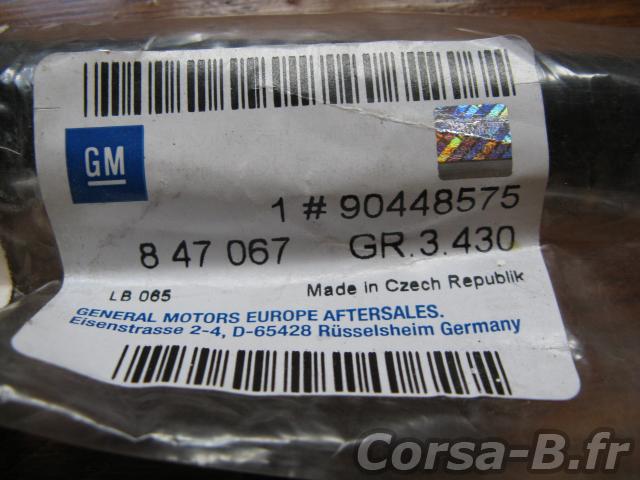 GM
1 # 90448575
8 47 067 GR.3.430
LB 065 Made in Czech Republik
GENERAL MOTORS EUROPE AFTERSALES.
Eisenstrasse 2-4, D-65428 Rüsselsheim Germany
Corsa-B.fr